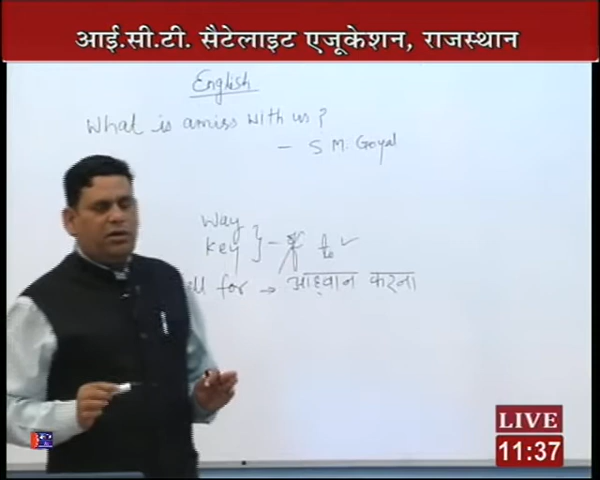 आई.सी.टी. सैटेलाइट एजूकेशन, राजस्थान
English
What is amiss with us?
- S M. Goyal
Way
Key } - to ✓
for → आह्वान करना
LIVE
11:37